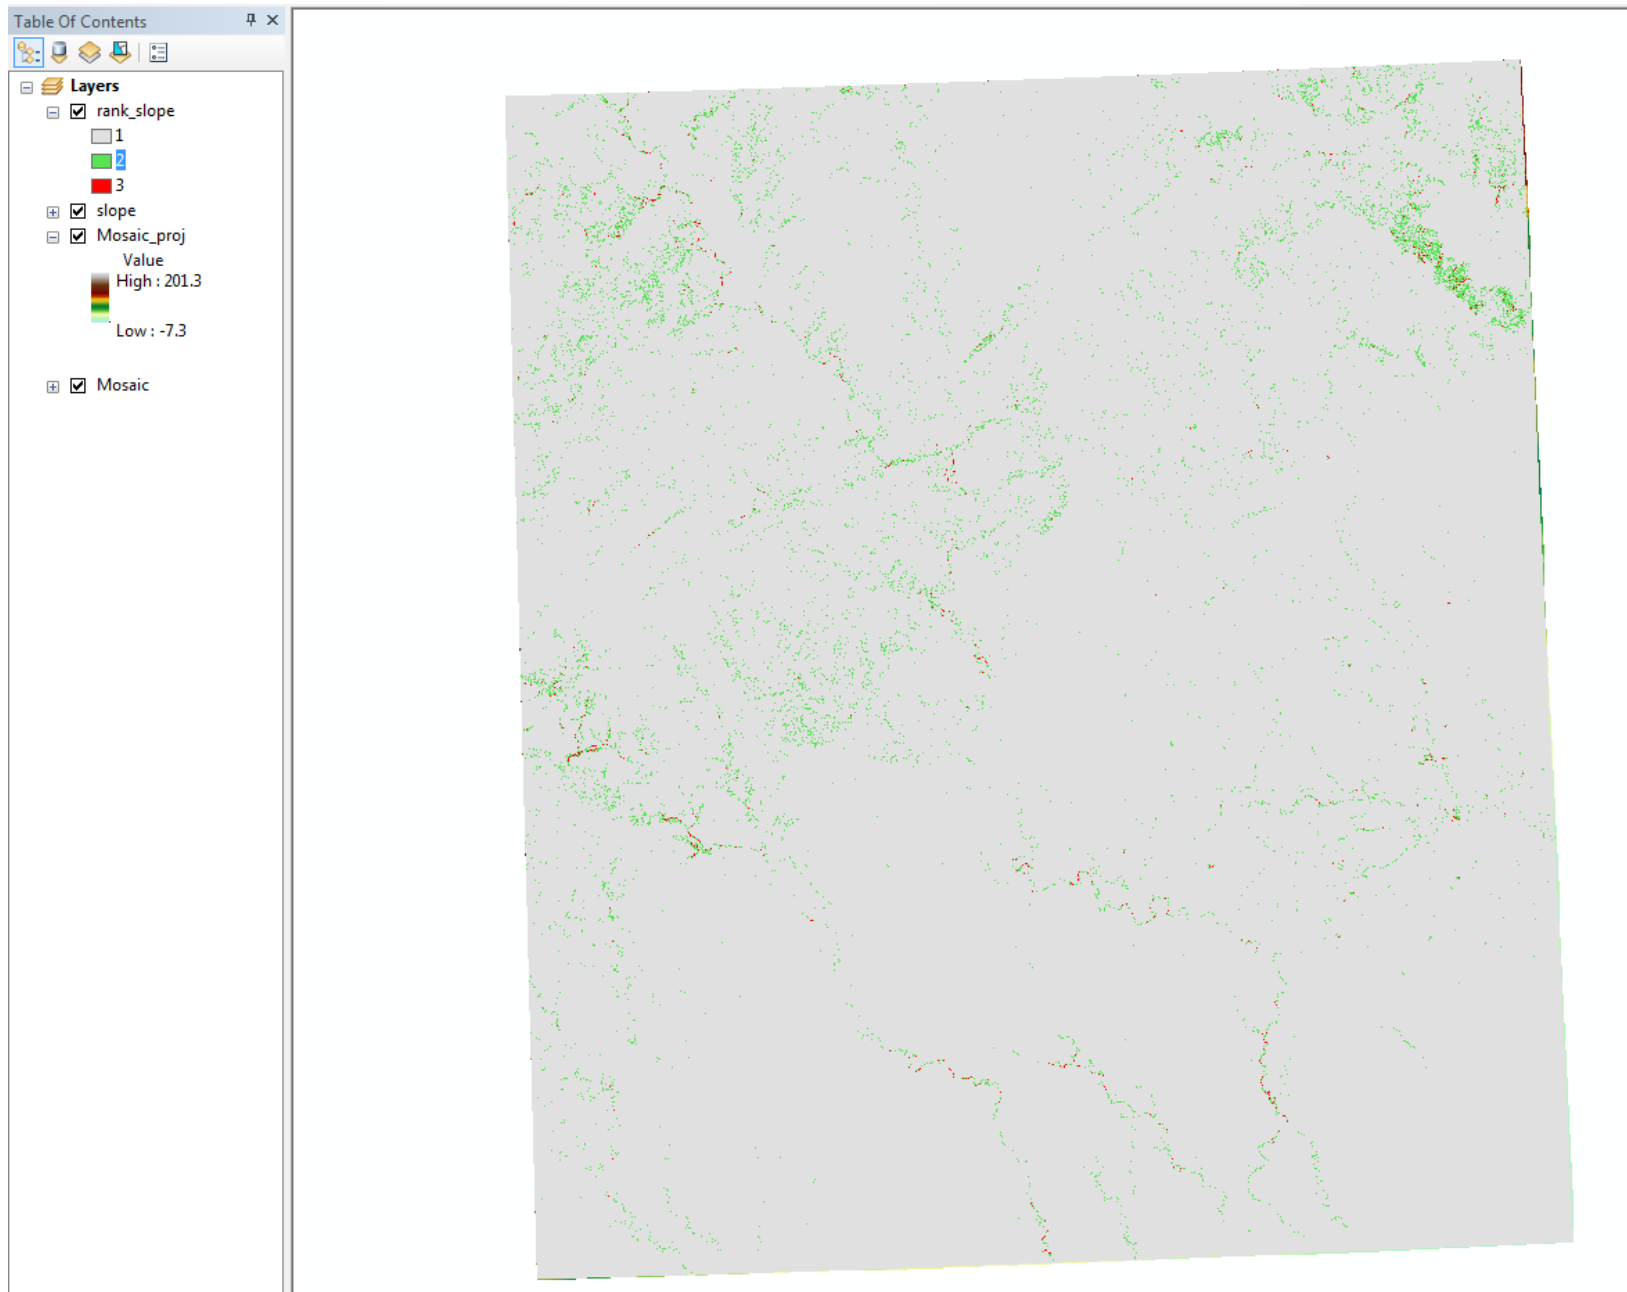 Table Of Contents
Layers
rank_slope
1
2
3
slope
Mosaic_proj
Value
High : 201.3
Low : -7.3
Mosaic